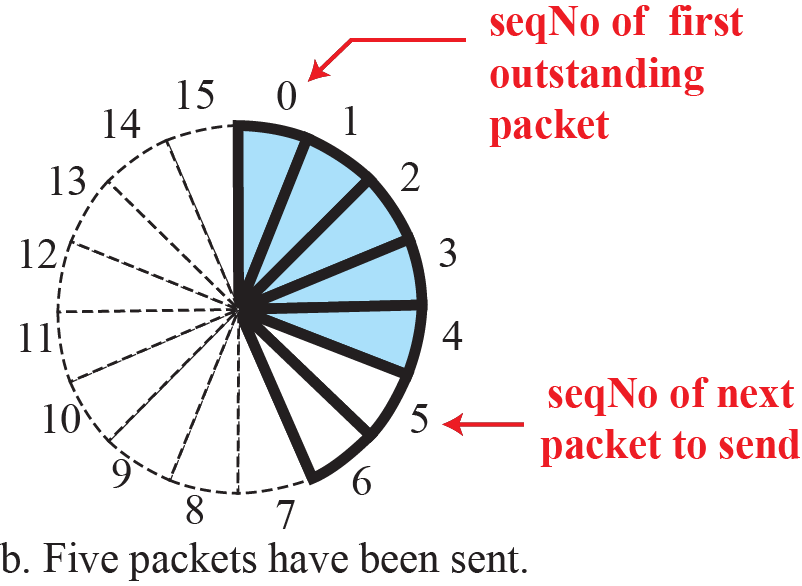 seqNo of first
outstanding
packet
0
1
2
3
4
5
6
7
8
9
10
11
12
13
14
15
seqNo of next
packet to send
b. Five packets have been sent.